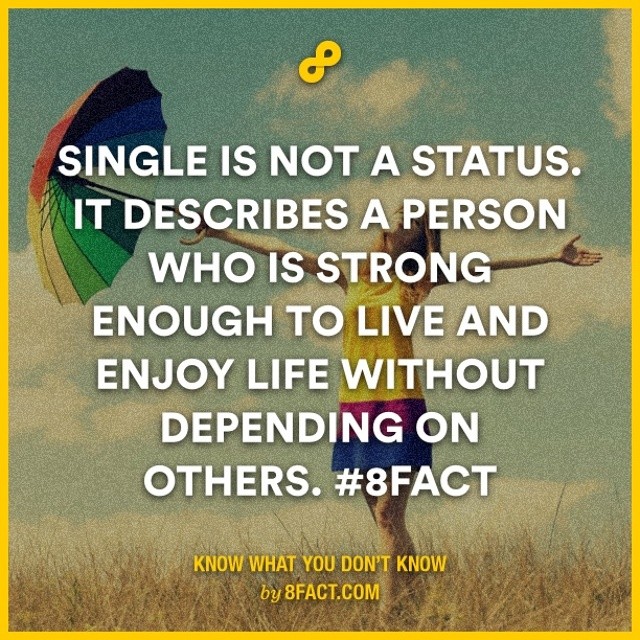 SINGLE IS NOT A STATUS.
IT DESCRIBES A PERSON
WHO IS STRONG
ENOUGH TO LIVE AND
ENJOY LIFE WITHOUT
DEPENDING ON
OTHERS. #8FACT
KNOW WHAT YOU DON'T KNOW
by 8FACT.COM